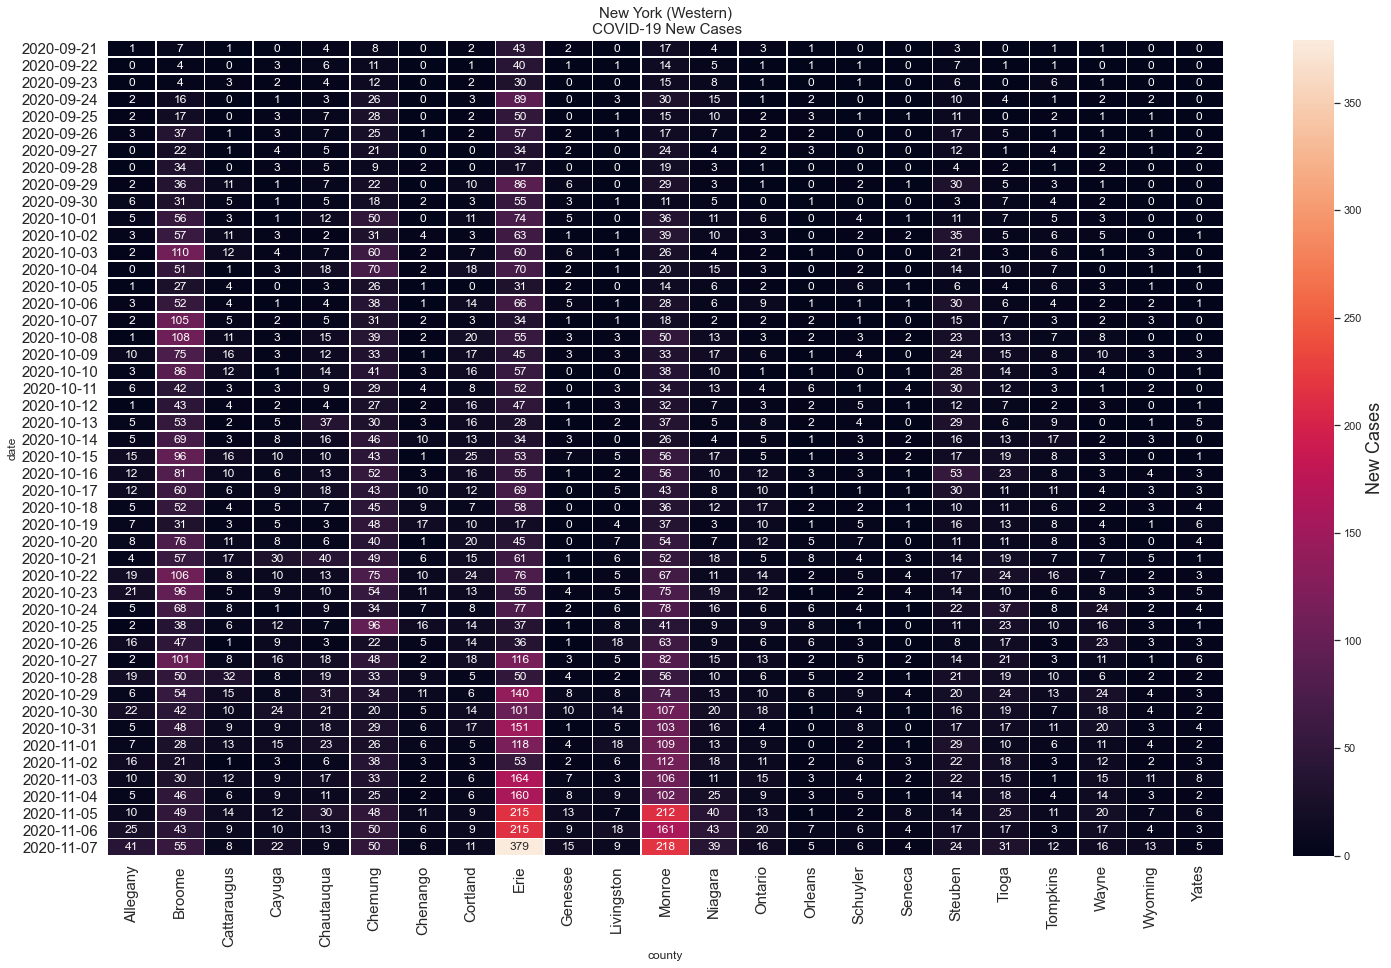 New York (Western)
COVID-19 New Cases
2020-09-21 1 7 1 0 4 8 0 2 43 2 0 17 4 3 1 0 0 3 0 1 1 0 0
2020-09-22 0 4 0 3 6 11 0 1 40 1 1 14 5 1 1 1 0 7 1 1 0 0 0
2020-09-23 0 4 3 2 4 12 0 2 30 0 0 15 8 1 0 1 0 6 0 6 1 0 0
2020-09-24 2 16 0 1 3 26 0 3 89 0 3 30 15 1 2 0 0 10 4 1 2 2 0
2020-09-25 2 17 0 3 7 28 0 2 50 0 1 15 10 2 3 1 1 11 0 2 1 1 0
2020-09-26 3 37 1 3 7 25 1 2 57 2 1 17 7 2 2 0 0 17 5 1 1 1 0
2020-09-27 0 22 1 4 5 21 0 0 34 2 0 24 4 2 3 0 0 12 1 4 2 1 2
2020-09-28 0 34 0 3 5 9 2 0 17 0 0 19 3 1 0 0 0 4 2 1 2 0 0
2020-09-29 2 36 11 1 7 22 0 10 86 6 0 29 3 1 0 2 1 30 5 3 1 0 0
2020-09-30 6 31 5 1 5 18 2 3 55 3 1 11 5 0 1 0 0 3 7 4 2 0 0
2020-10-01 5 56 3 1 12 50 0 11 74 5 0 36 11 6 0 4 1 11 7 5 3 0 0
2020-10-02 3 57 11 3 2 31 4 3 63 1 1 39 10 3 0 2 2 35 5 6 5 0 1
2020-10-03 2 110 12 4 7 60 2 7 60 6 1 26 4 2 1 0 0 21 3 6 1 3 0
2020-10-04 0 51 1 3 18 70 2 18 70 2 1 20 15 3 0 2 0 14 10 7 0 1 1
2020-10-05 1 27 4 0 3 26 1 0 31 2 0 14 6 2 0 6 1 6 4 6 3 1 0
2020-10-06 3 52 4 1 4 38 1 14 66 5 1 28 6 9 1 1 1 30 6 4 2 2 1
2020-10-07 2 105 5 2 5 31 2 3 34 1 1 18 2 2 2 1 0 15 7 3 2 3 0
2020-10-08 1 108 11 3 15 39 2 20 55 3 3 50 13 3 2 3 2 23 13 7 8 0 0
2020-10-09 10 75 16 3 12 33 1 17 45 3 3 33 17 6 1 4 0 24 15 8 10 3 3
2020-10-10 3 86 12 1 14 41 3 16 57 0 0 38 10 1 1 0 1 28 14 3 4 0 1
2020-10-11 6 42 3 3 9 29 4 8 52 0 3 34 13 4 6 1 4 30 12 3 1 2 0
2020-10-12 1 43 4 2 4 27 2 16 47 1 3 32 7 3 2 5 1 12 7 2 3 0 1
2020-10-13 5 53 2 5 37 30 3 16 28 1 2 37 5 8 2 4 0 29 6 9 0 1 5
2020-10-14 5 69 3 8 16 46 10 13 34 3 0 26 4 5 1 3 2 16 13 17 2 3 0
2020-10-15 15 96 16 10 10 43 1 25 53 7 5 56 17 5 1 3 2 17 19 8 3 0 1
2020-10-16 12 81 10 6 13 52 3 16 55 1 2 56 10 12 3 3 1 53 23 8 3 4 3
2020-10-17 12 60 6 9 18 43 10 12 69 0 5 43 8 10 1 1 1 30 11 11 4 3 3
2020-10-18 5 52 4 5 7 45 9 7 58 0 0 36 12 17 2 2 1 10 11 6 2 3 4
2020-10-19 7 31 3 5 3 48 17 10 17 0 4 37 3 10 1 5 1 16 13 8 4 1 6
2020-10-20 8 76 11 8 6 40 1 20 45 0 7 54 7 12 5 7 0 11 11 8 3 0 4
2020-10-21 4 57 17 30 40 49 6 15 61 1 6 52 18 5 8 4 3 14 19 7 7 5 1
2020-10-22 19 106 8 10 13 75 10 24 76 1 5 67 11 14 2 5 4 17 24 16 7 2 3
2020-10-23 21 96 5 9 10 54 11 13 55 4 5 75 19 12 1 2 4 14 10 6 8 3 5
2020-10-24 5 68 8 1 9 34 7 8 77 2 6 78 16 6 6 4 1 22 37 8 24 2 4
2020-10-25 2 38 6 12 7 96 16 14 37 1 8 41 9 9 8 1 0 11 23 10 16 3 1
2020-10-26 16 47 1 9 3 22 5 14 36 1 18 63 9 6 6 3 0 8 17 3 23 3 3
2020-10-27 2 101 8 16 18 48 2 18 116 3 5 82 15 13 2 5 2 14 21 3 11 1 6
2020-10-28 19 50 32 8 19 33 9 5 50 4 2 56 10 6 5 2 1 21 19 10 6 2 2
2020-10-29 6 54 15 8 31 34 11 6 140 8 8 74 13 10 6 9 4 20 24 13 24 4 3
2020-10-30 22 42 10 24 21 20 5 14 101 10 14 107 20 18 1 4 1 16 19 7 18 4 2
2020-10-31 5 48 9 9 18 29 6 17 151 1 5 103 16 4 0 8 0 17 17 11 20 3 4
2020-11-01 7 28 13 15 23 26 6 5 118 4 18 109 13 9 0 2 1 29 10 6 11 4 2
2020-11-02 16 21 1 3 6 38 3 3 53 2 6 112 18 11 2 6 3 22 18 3 12 2 3
2020-11-03 10 30 12 9 17 33 2 6 164 7 3 106 11 15 3 4 2 22 15 1 15 11 8
2020-11-04 5 46 6 9 11 25 2 6 160 8 9 102 25 9 3 5 1 14 18 4 14 3 2
2020-11-05 10 49 14 12 30 48 11 9 215 13 7 212 40 13 1 2 8 14 25 11 20 7 6
2020-11-06 25 43 9 10 13 50 6 9 215 9 18 161 43 20 7 6 4 17 17 3 17 4 3
2020-11-07 41 55 8 22 9 50 6 11 379 15 9 218 39 16 5 6 4 24 31 12 16 13 5
date
Allegany Broome Cattaraugus Cayuga Chautauqua Chemung Chenango Cortland Erie Genesee Livingston Monroe Niagara Ontario Orleans Schuyler Seneca Steuben Tioga Tompkins Wayne Wyoming Yates
county
350
300
250
200
150
100
50
0
New Cases